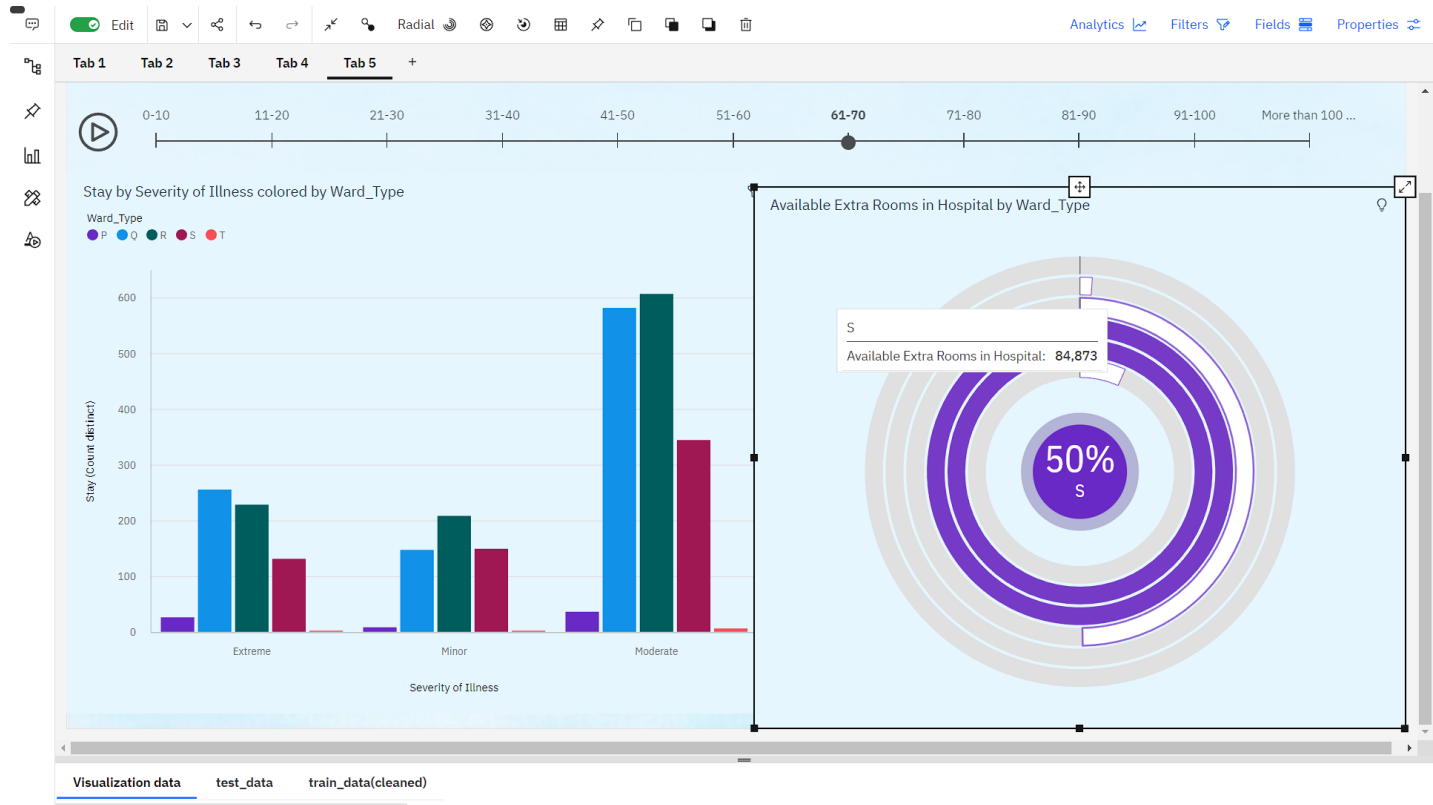 Edit
Radial
Analytics
Filters
Fields
Properties
Tab 1
Tab 2
Tab 3
Tab 4
Tab 5
+
0-10
11-20
21-30
31-40
41-50
51-60
61-70
71-80
81-90
91-100
More than 100 ...
Stay by Severity of Illness colored by Ward_Type
Ward_Type
P
Q
R
S
T
Stay (Count distinct)
600
500
400
300
200
100
0
Extreme
Minor
Moderate
Severity of Illness
Available Extra Rooms in Hospital by Ward_Type
S
Available Extra Rooms in Hospital: 84,873
50%
S
Visualization data
test_data
train_data(cleaned)